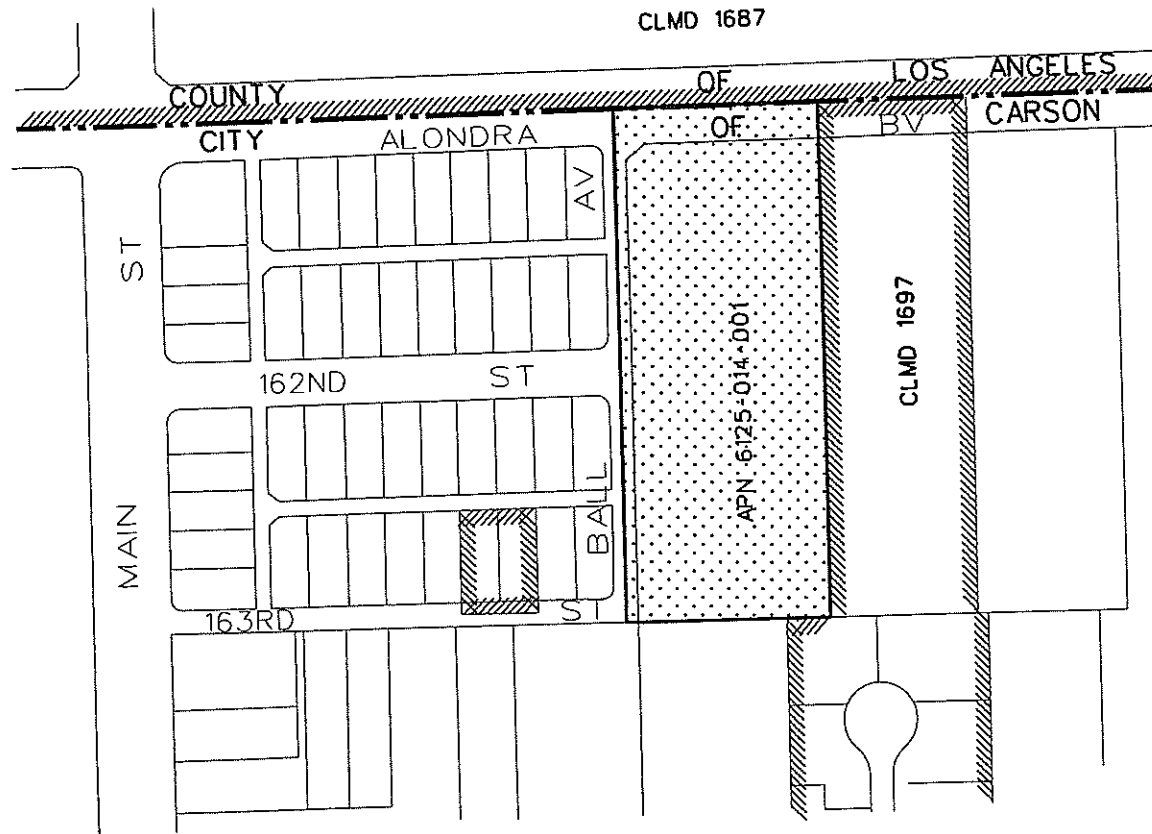 CLMD 1687
COUNTY OF LOS ANGELES
CITY OF CARSON
ALONDRA BV
AV
ST
APN 6125-014-001
CLMD 1697
162ND ST
BALL
MAIN
163RD ST